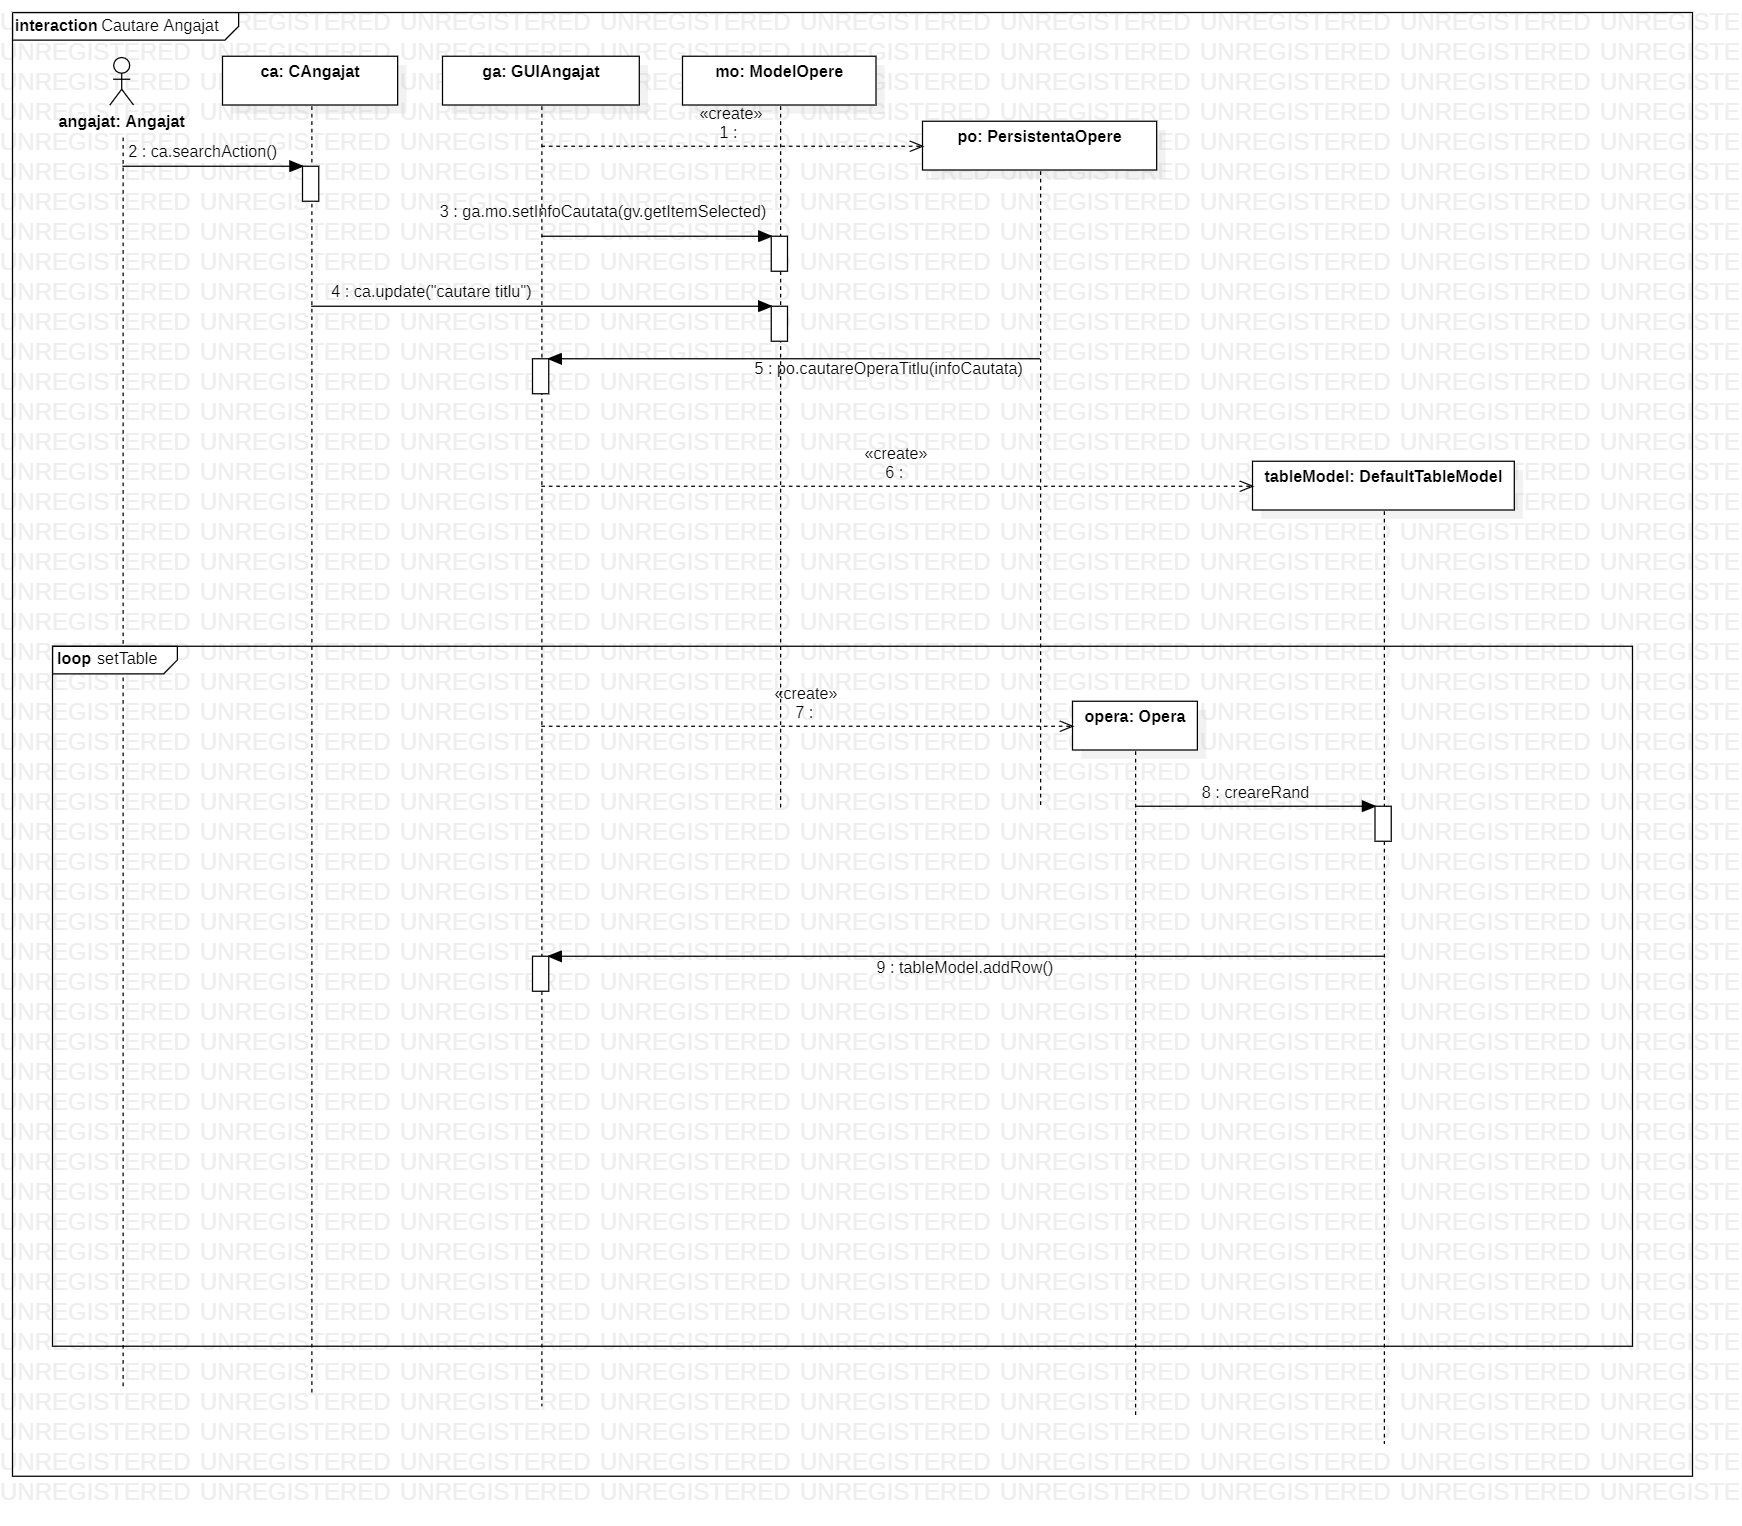 interaction Cautare Angajat
ca: CAngajat
ga: GUIAngajat
mo: ModelOpere
«create»
1 :
angajat: Angajat
po: PersistentaOpere
2 : ca.searchAction()
3 : ga.mo.setInfoCautata(gv.getItemSelected)
4 : ca.update("cautare titlu")
5 : po.cautareOperaTitlu(infoCautata)
«create»
6 :
tableModel: DefaultTableModel
loop setTable
«create»
7 :
opera: Opera
8 : creareRand
9 : tableModel.addRow()
UNREGISTERED